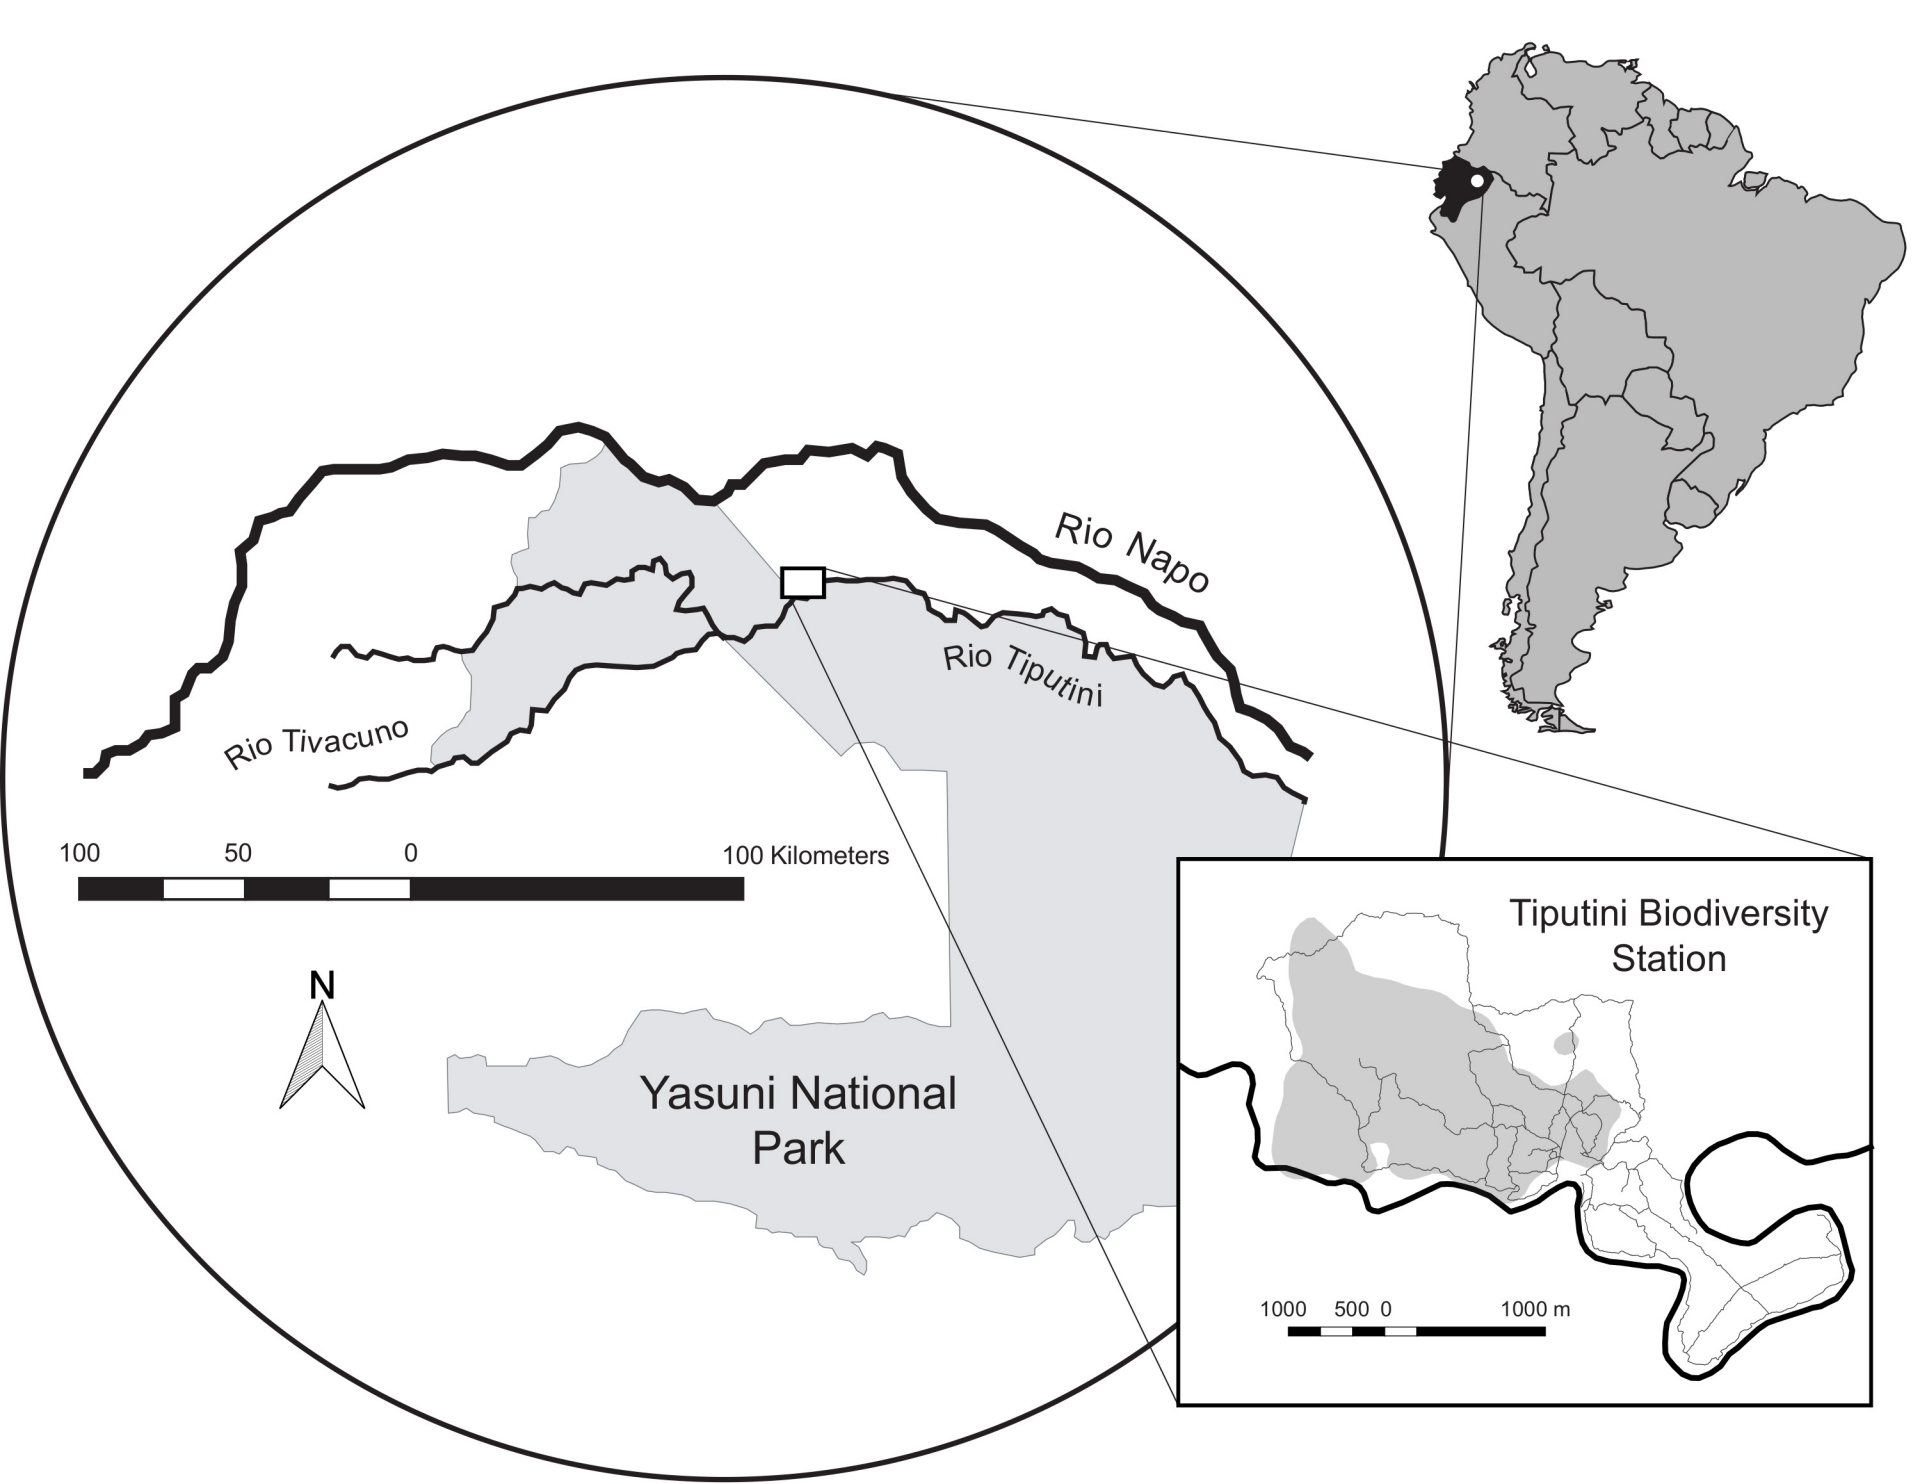 Rio Napo
Rio Tiputini
Rio Tivacuno
100 50 0 100 Kilometers
N
Yasuni National
Park
Tiputini Biodiversity
Station
1000 500 0 1000 m